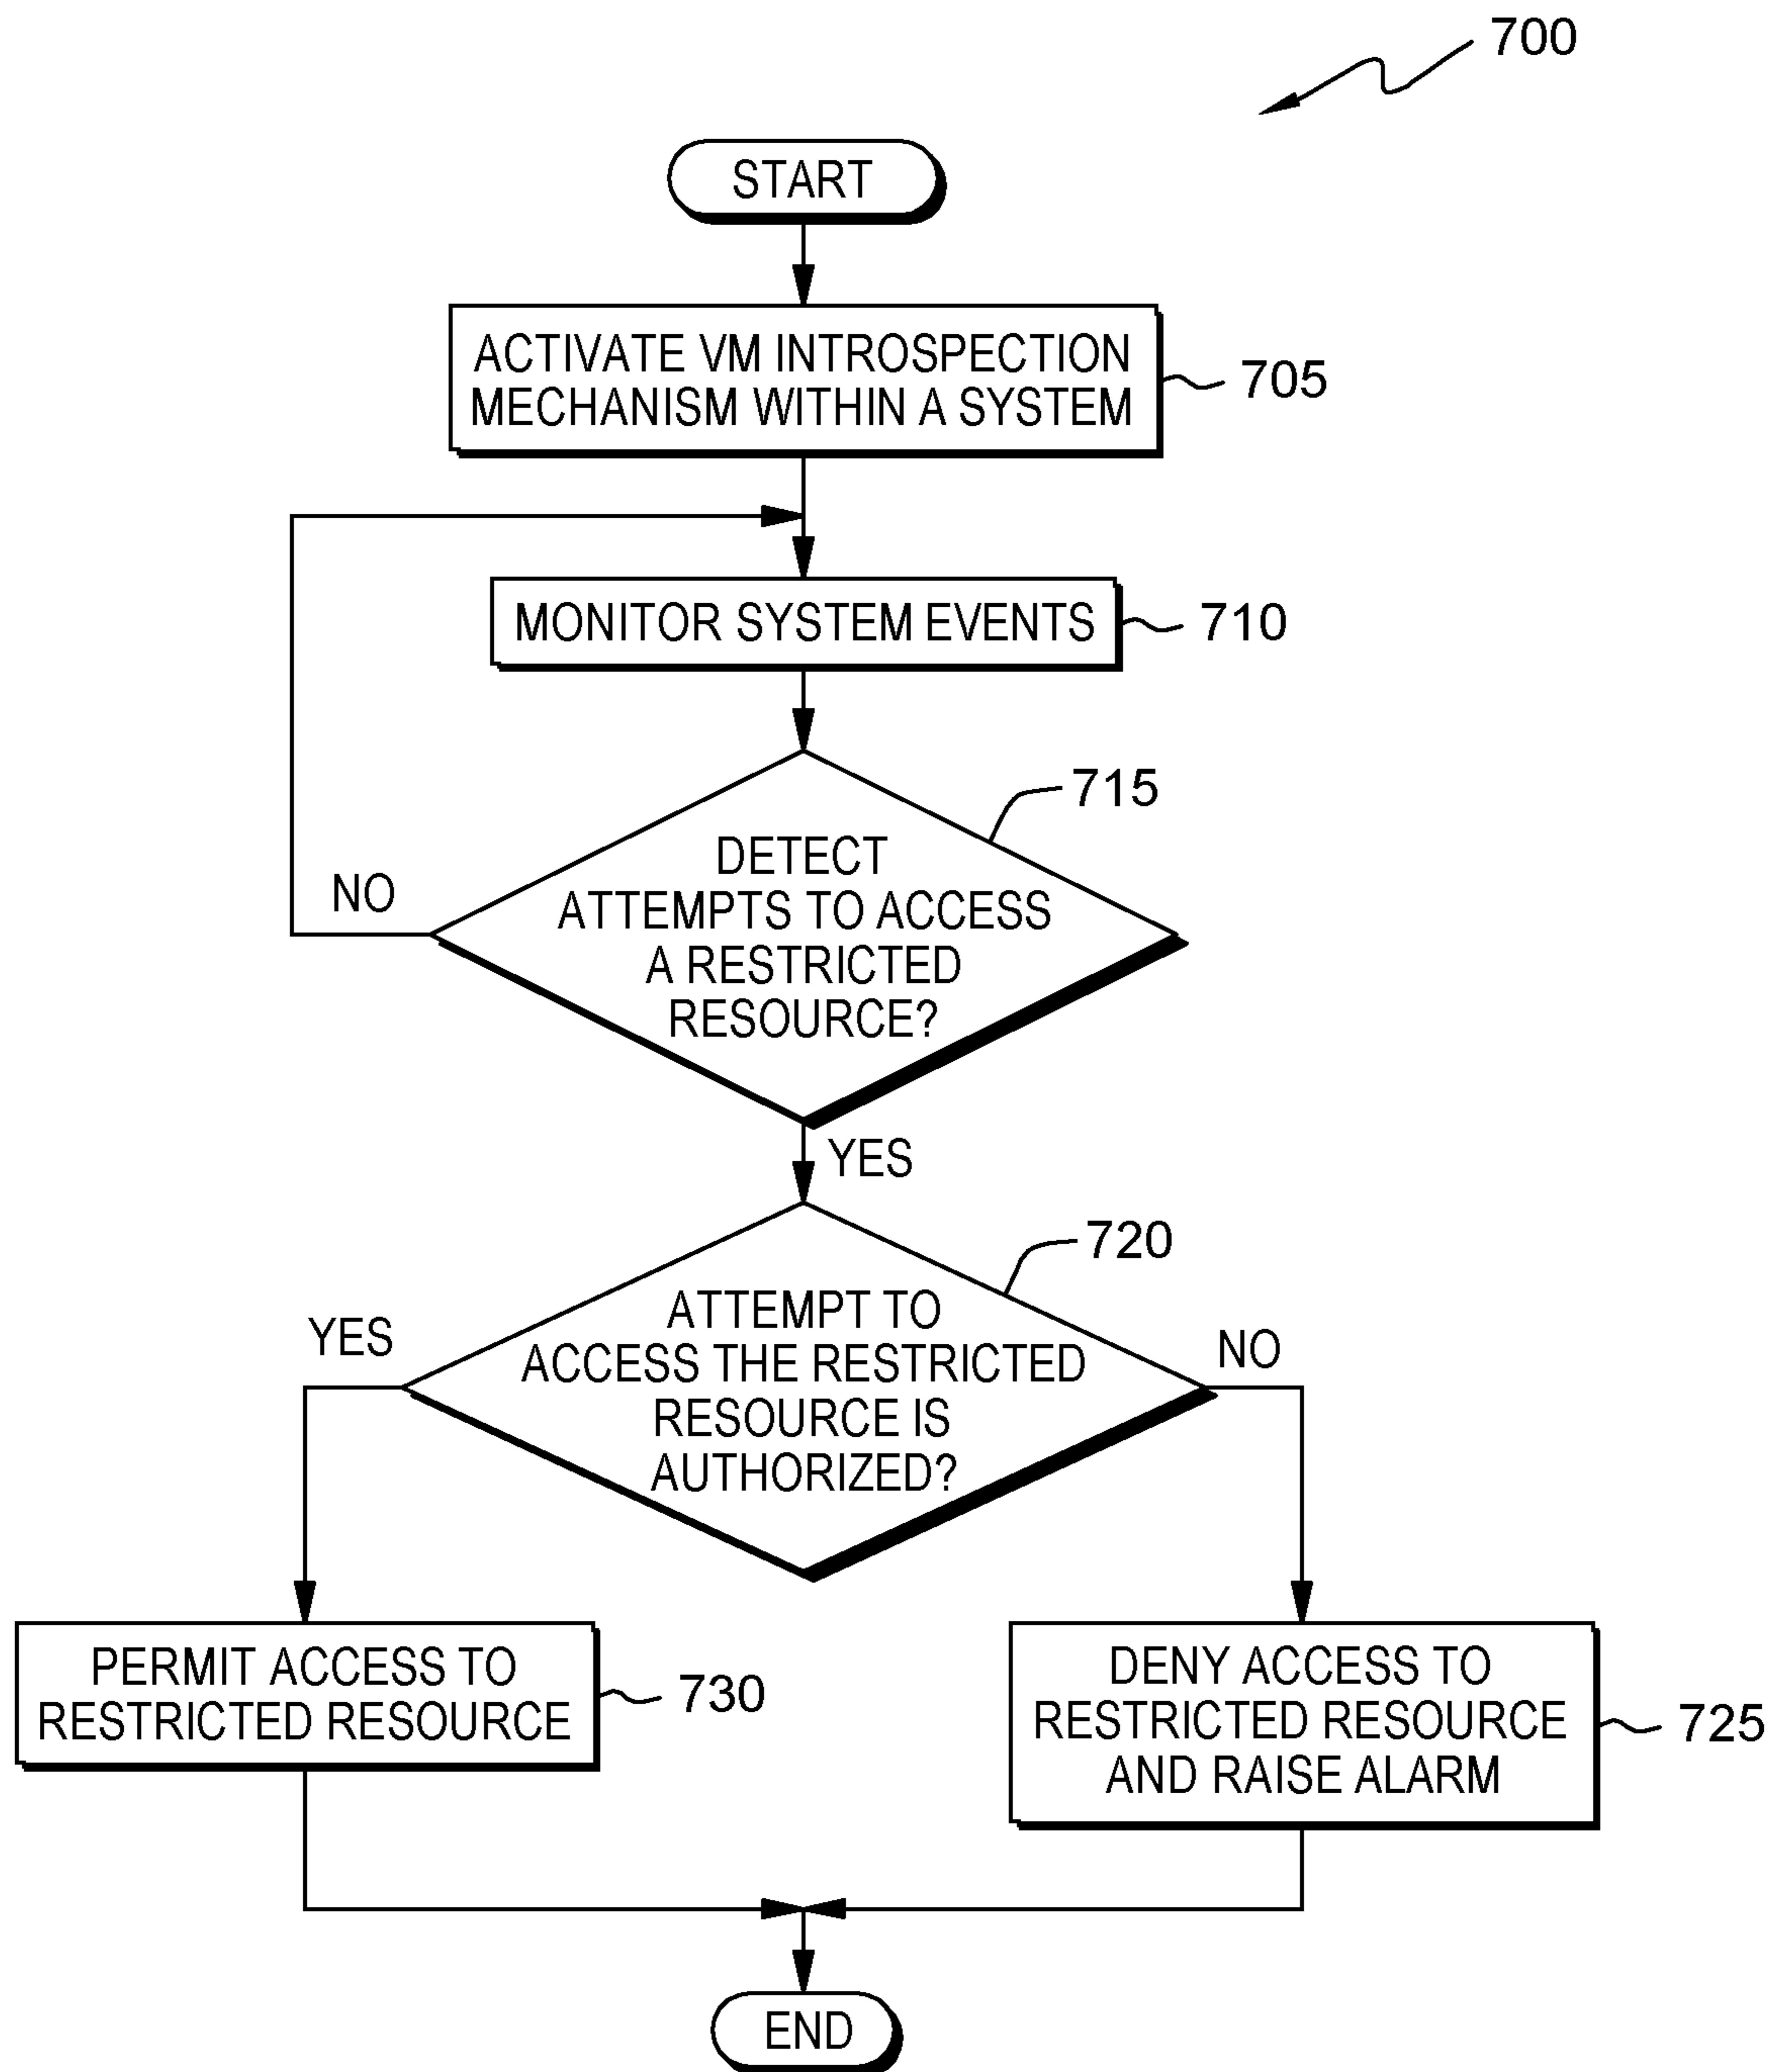 700
START
ACTIVATE VM INTROSPECTION
MECHANISM WITHIN A SYSTEM
705
MONITOR SYSTEM EVENTS
710
715
DETECT
ATTEMPTS TO ACCESS
A RESTRICTED
RESOURCE?
NO
YES
720
ATTEMPT TO
ACCESS THE RESTRICTED
RESOURCE IS
AUTHORIZED?
YES
NO
PERMIT ACCESS TO
RESTRICTED RESOURCE
730
DENY ACCESS TO
RESTRICTED RESOURCE
AND RAISE ALARM
725
END